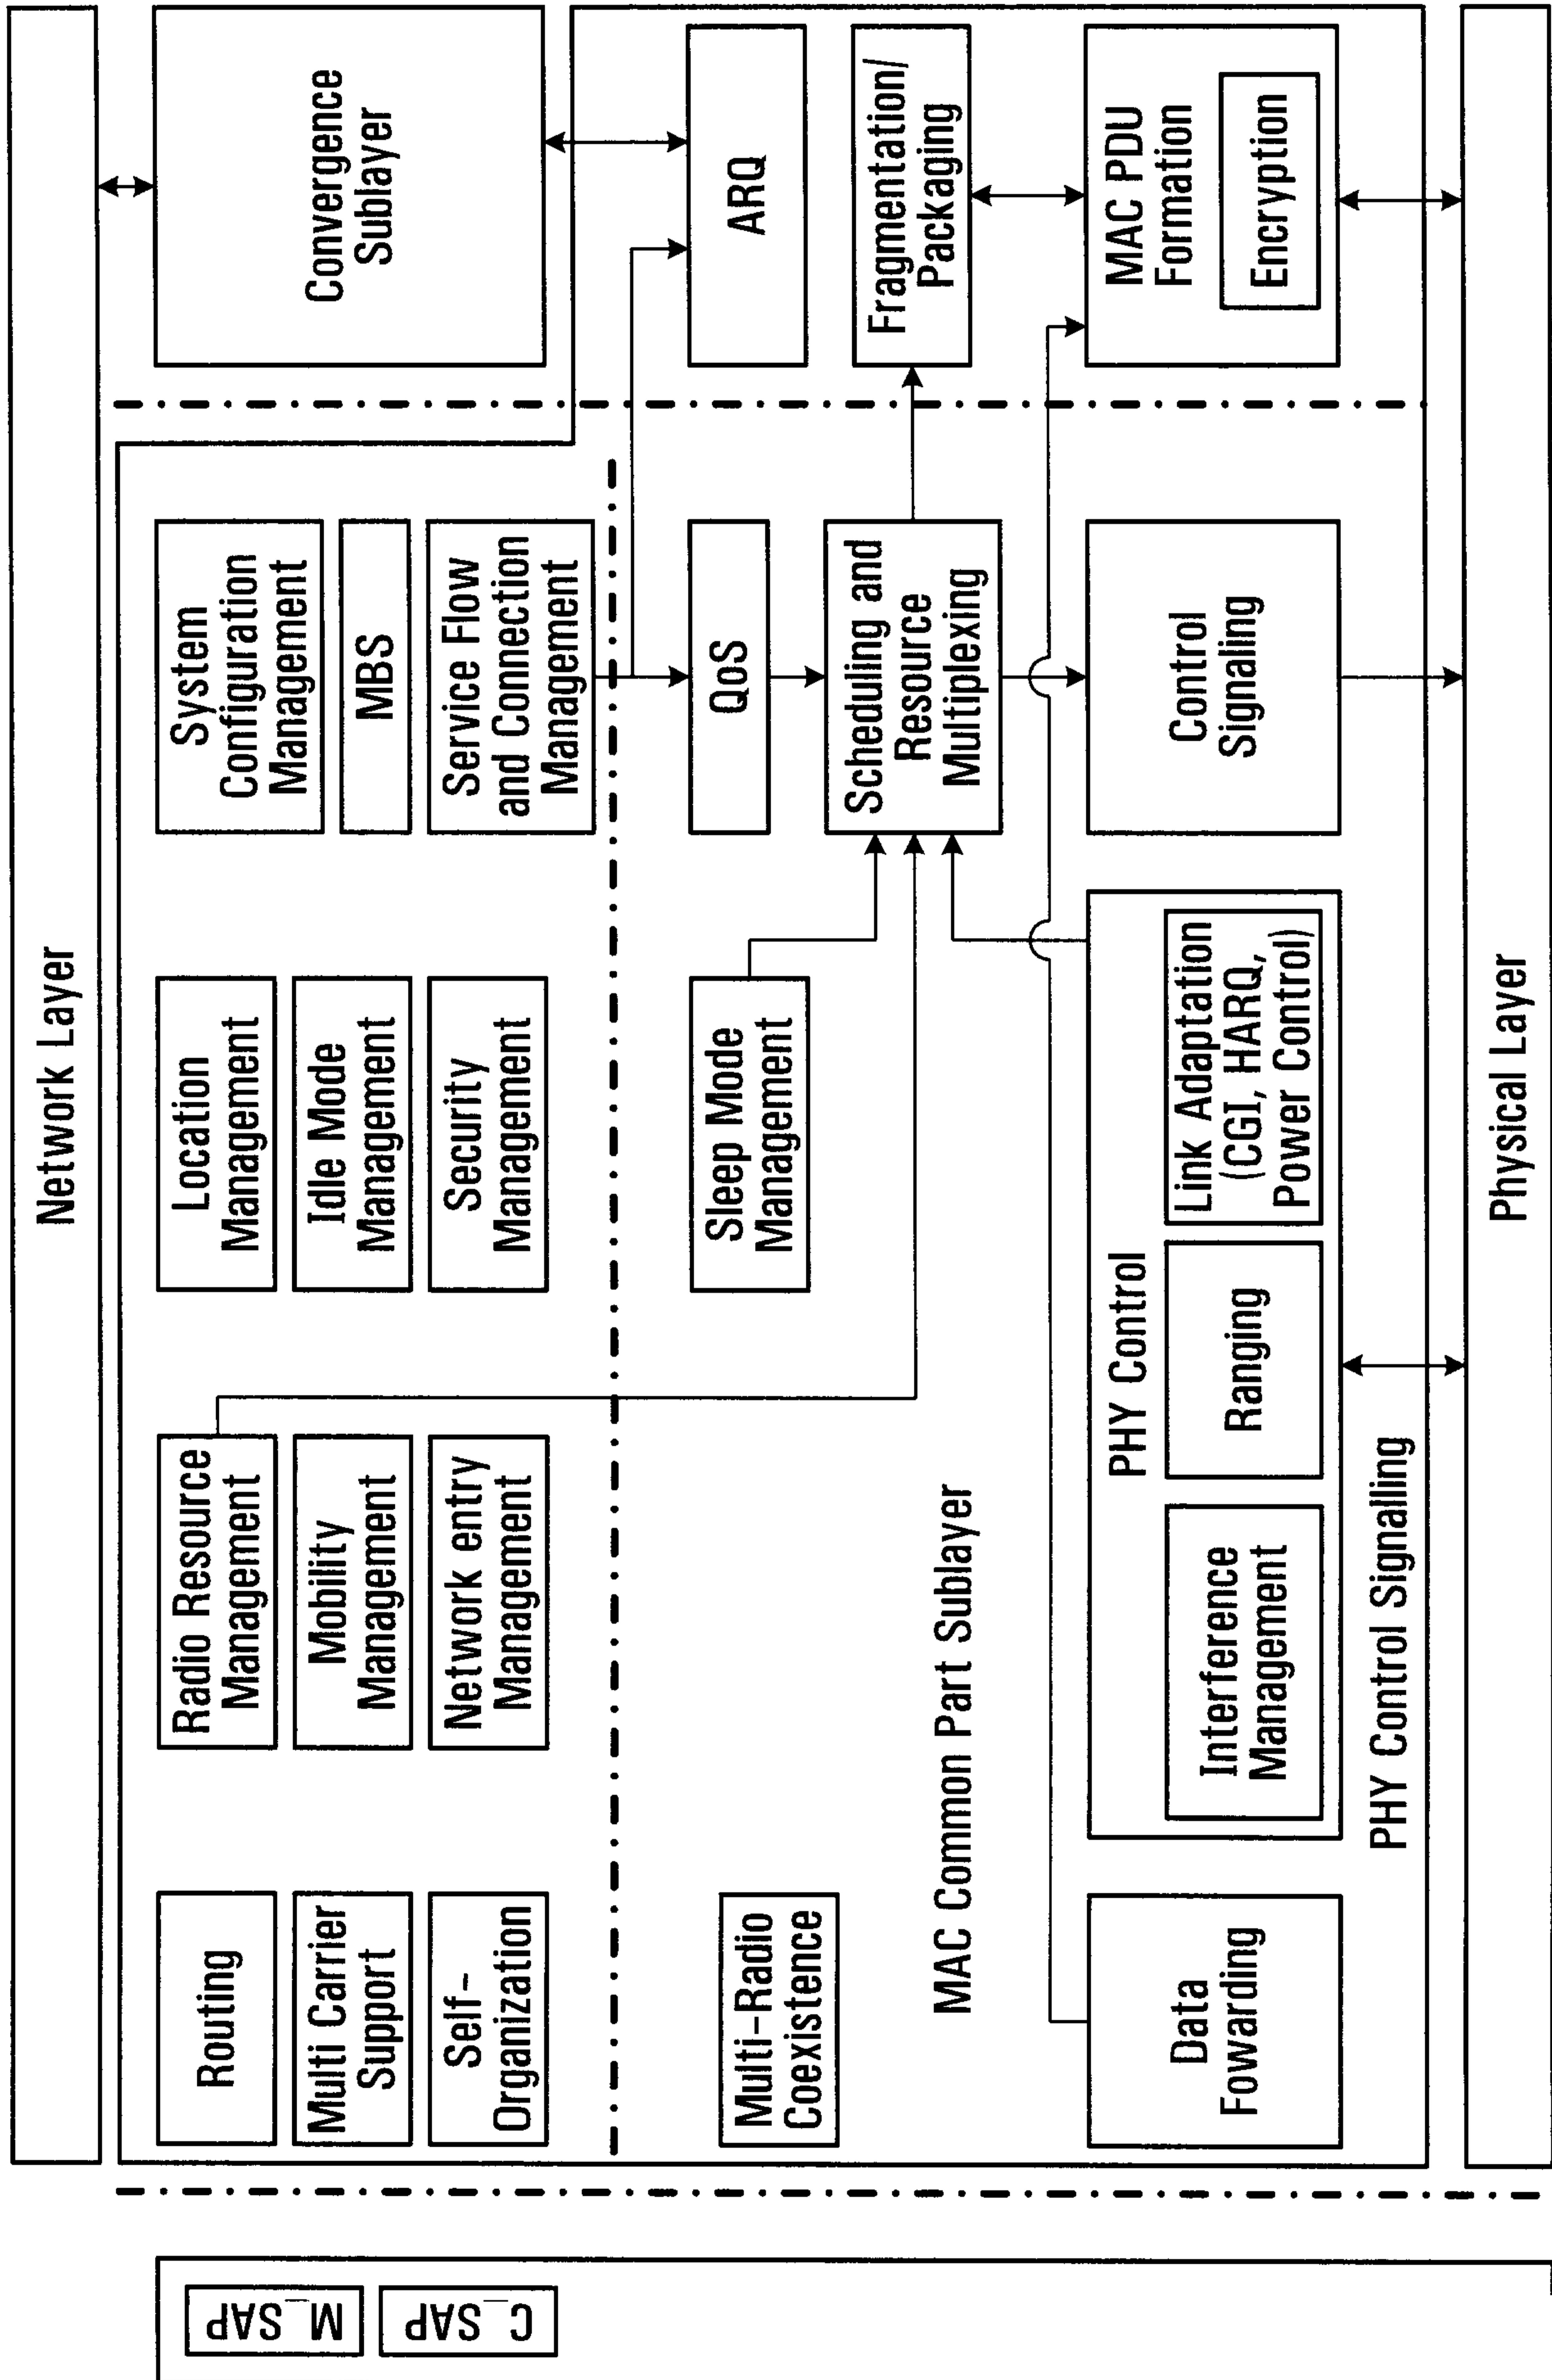 Network Layer
M_SAP
C_SAP
Routing
Multi Carrier
Support
Self-
Organization
Radio Resource
Management
Mobility
Management
Network entry
Management
Location
Management
Idle Mode
Management
Security
Management
System
Configuration
Management
MBS
Service Flow
and Connection
Management
Convergence
Sublayer
Multi-Radio
Coexistence
Sleep Mode
Management
QoS
Scheduling and
Resource
Multiplexing
ARQ
Fragmentation/
Packaging
MAC Common Part Sublayer
Data
Fowarding
PHY Control
Interference
Management
Ranging
Link Adaptation
(CGI, HARQ,
Power Control)
Control
Signaling
MAC PDU
Formation
Encryption
PHY Control Signalling
Physical Layer